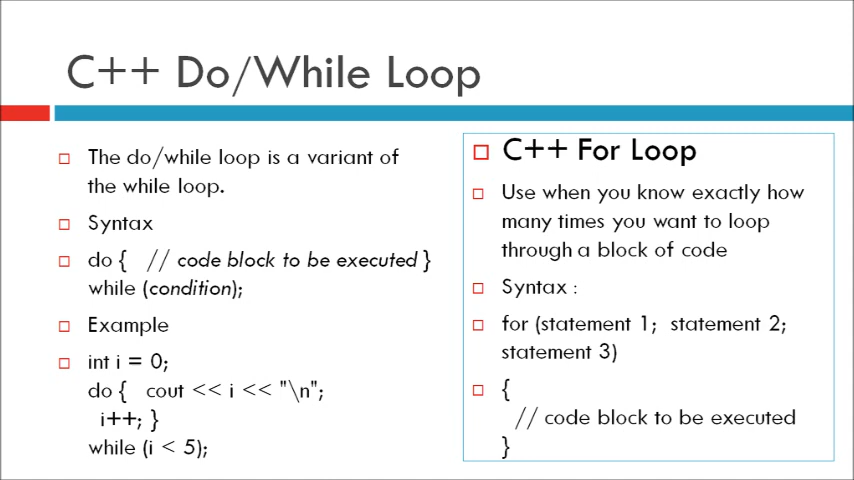 C++ Do/While Loop
The do/while loop is a variant of
the while loop.
Syntax
do { // code block to be executed }
while (condition);
Example
int i = 0;
do { cout << i << "\n";
i++; }
while (i < 5);
C++ For Loop
Use when you know exactly how
many times you want to loop
through a block of code
Syntax :
for (statement 1; statement 2;
statement 3)
{
// code block to be executed
}